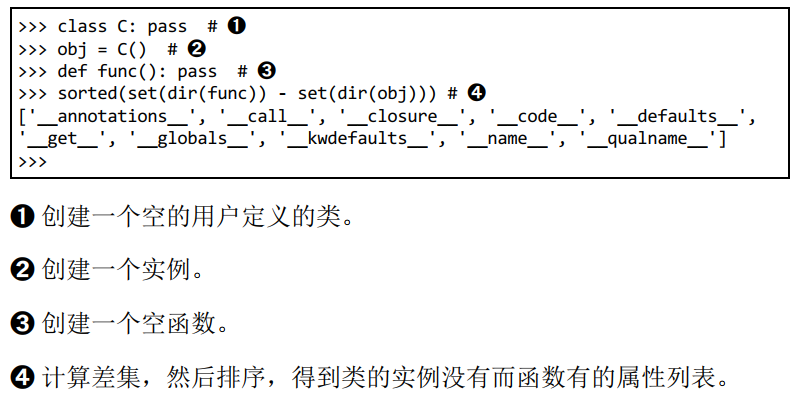 >>> class C: pass # ❶
>>> obj = C() # ❷
>>> def func(): pass # ❸
>>> sorted(set(dir(func)) - set(dir(obj))) # ❹
['__annotations__', '__call__', '__closure__', '__code__', '__defaults__',
'__get__', '__globals__', '__kwdefaults__', '__name__', '__qualname__']
>>>
❶ 创建一个空的用户定义的类。
❷ 创建一个实例。
❸ 创建一个空函数。
❹ 计算差集，然后排序，得到类的实例没有而函数有的属性列表。